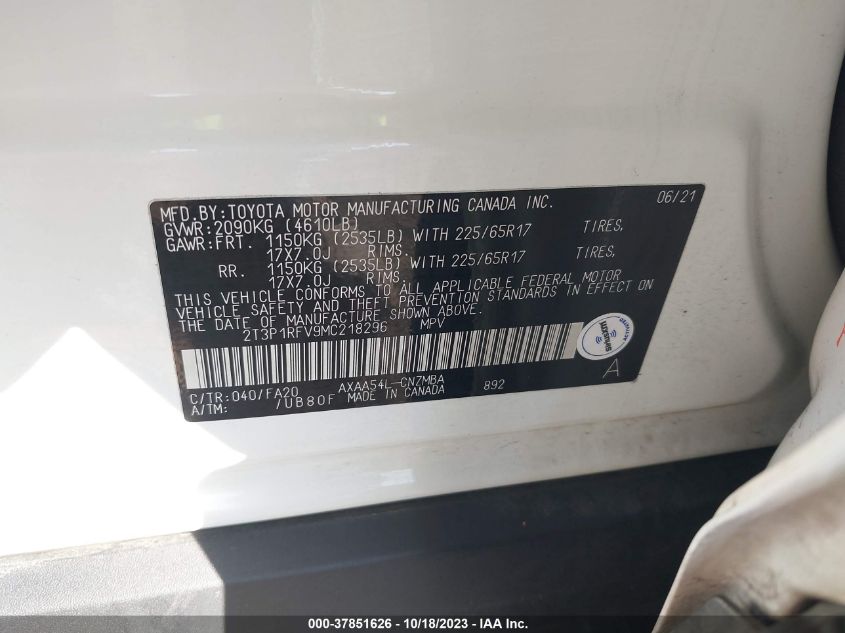 MFD. BY: TOYOTA MOTOR MANUFACTURING CANADA INC. 06/21
GVWR: 2090KG (4610LB)
GAWR: FRT. 1150KG (2535LB) WITH 225/65R17 TIRES,
17X7.0J RIMS.
RR. 1150KG (2535LB) WITH 225/65R17 TIRES,
17X7.0J RIMS.
THIS VEHICLE CONFORMS TO ALL APPLICABLE FEDERAL MOTOR
VEHICLE SAFETY AND THEFT PREVENTION STANDARDS IN EFFECT ON
THE DATE OF MANUFACTURE SHOWN ABOVE.
2T3P1RFV9MC218296 MPV
siriusxm
C/TR: 040/FA20 AXAA54L-CNZMBA 892 A
A/TM: /UB80F MADE IN CANADA
000-37851626 - 10/18/2023 - IAA Inc.